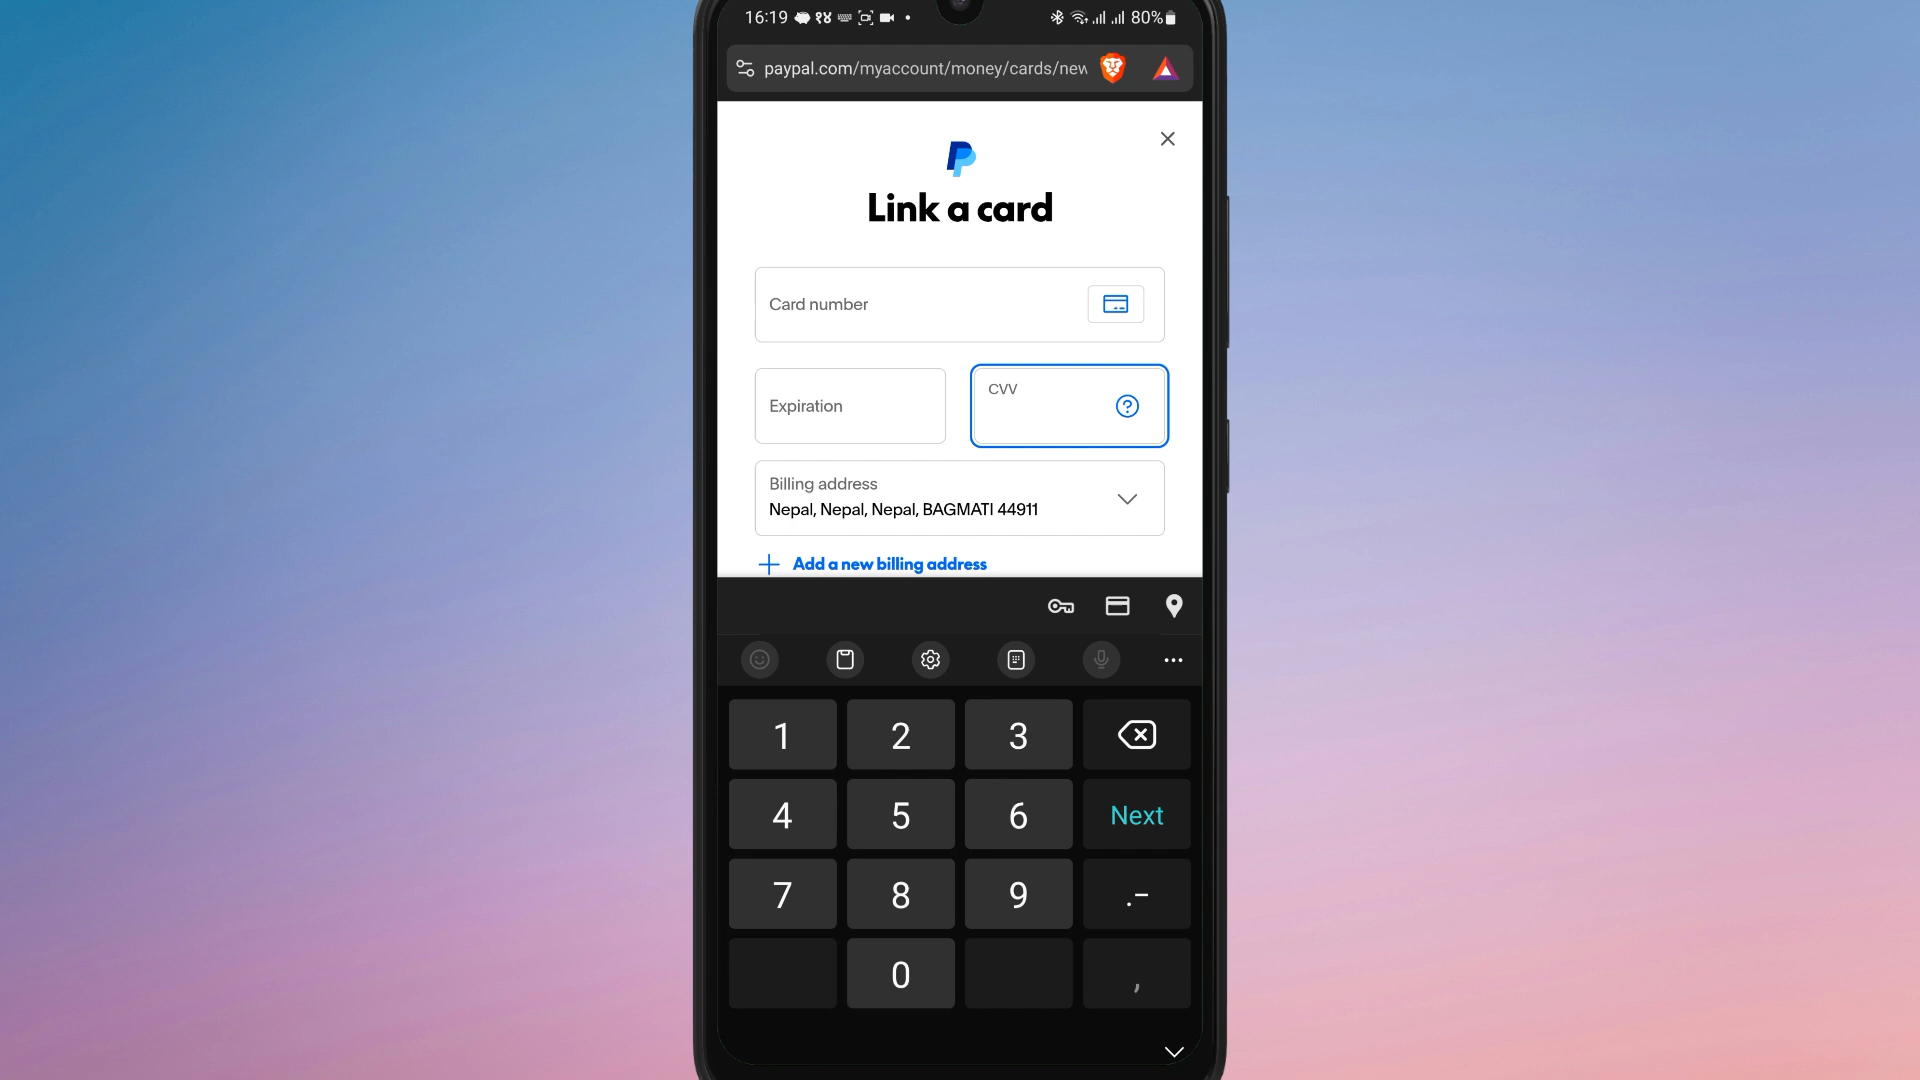 16:19 १४ 80%
paypal.com/myaccount/money/cards/new
Link a card
Card number
Expiration
CVV
?
Billing address
Nepal, Nepal, Nepal, BAGMATI 44911
+ Add a new billing address
1 2 3
4 5 6 Next
7 8 9 .-
0 ,